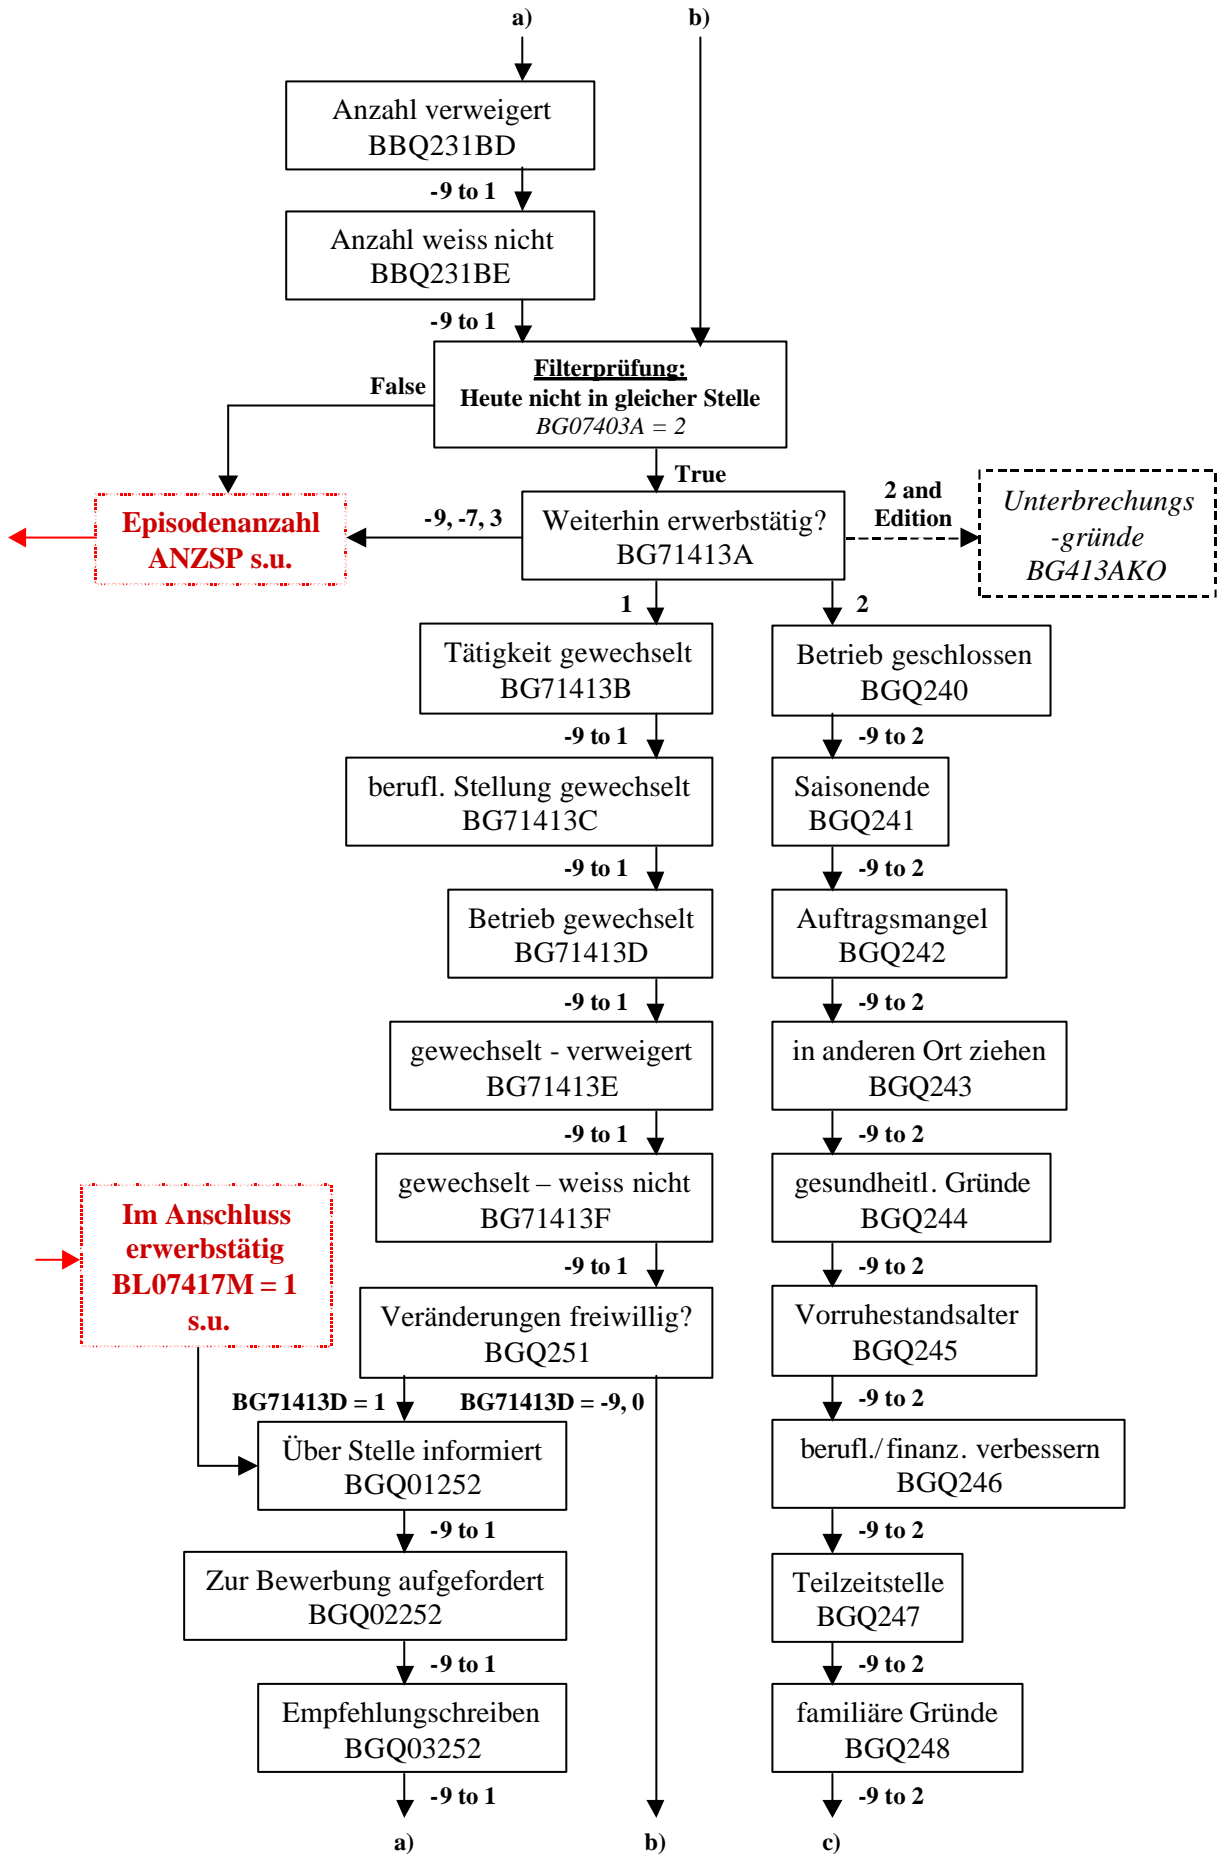 a)
b)
Anzahl verweigert
BBQ231BD
-9 to 1
Anzahl weiss nicht
BBQ231BE
-9 to 1
Filterprüfung:
Heute nicht in gleicher Stelle
BG07403A = 2
False
True
Episodenanzahl
ANZSP s.u.
-9, -7, 3
Weiterhin erwerbstätig?
BG71413A
2 and
Edition
Unterbrechungs
-gründe
BG413AKO
1
2
Tätigkeit gewechselt
BG71413B
Betrieb geschlossen
BGQ240
-9 to 1
-9 to 2
berufl. Stellung gewechselt
BG71413C
Saisonende
BGQ241
-9 to 1
-9 to 2
Betrieb gewechselt
BG71413D
Auftragsmangel
BGQ242
-9 to 1
-9 to 2
gewechselt - verweigert
BG71413E
in anderen Ort ziehen
BGQ243
-9 to 1
-9 to 2
gewechselt – weiss nicht
BG71413F
gesundheitl. Gründe
BGQ244
Im Anschluss
erwerbstätig
BL07417M = 1
s.u.
-9 to 1
-9 to 2
Veränderungen freiwillig?
BGQ251
Vorruhestandsalter
BGQ245
BG71413D = 1
BG71413D = -9, 0
-9 to 2
Über Stelle informiert
BGQ01252
berufl./finanz. verbessern
BGQ246
-9 to 1
-9 to 2
Zur Bewerbung aufgefordert
BGQ02252
Teilzeitstelle
BGQ247
-9 to 1
-9 to 2
Empfehlungschreiben
BGQ03252
familiäre Gründe
BGQ248
-9 to 1
-9 to 2
a)
b)
c)